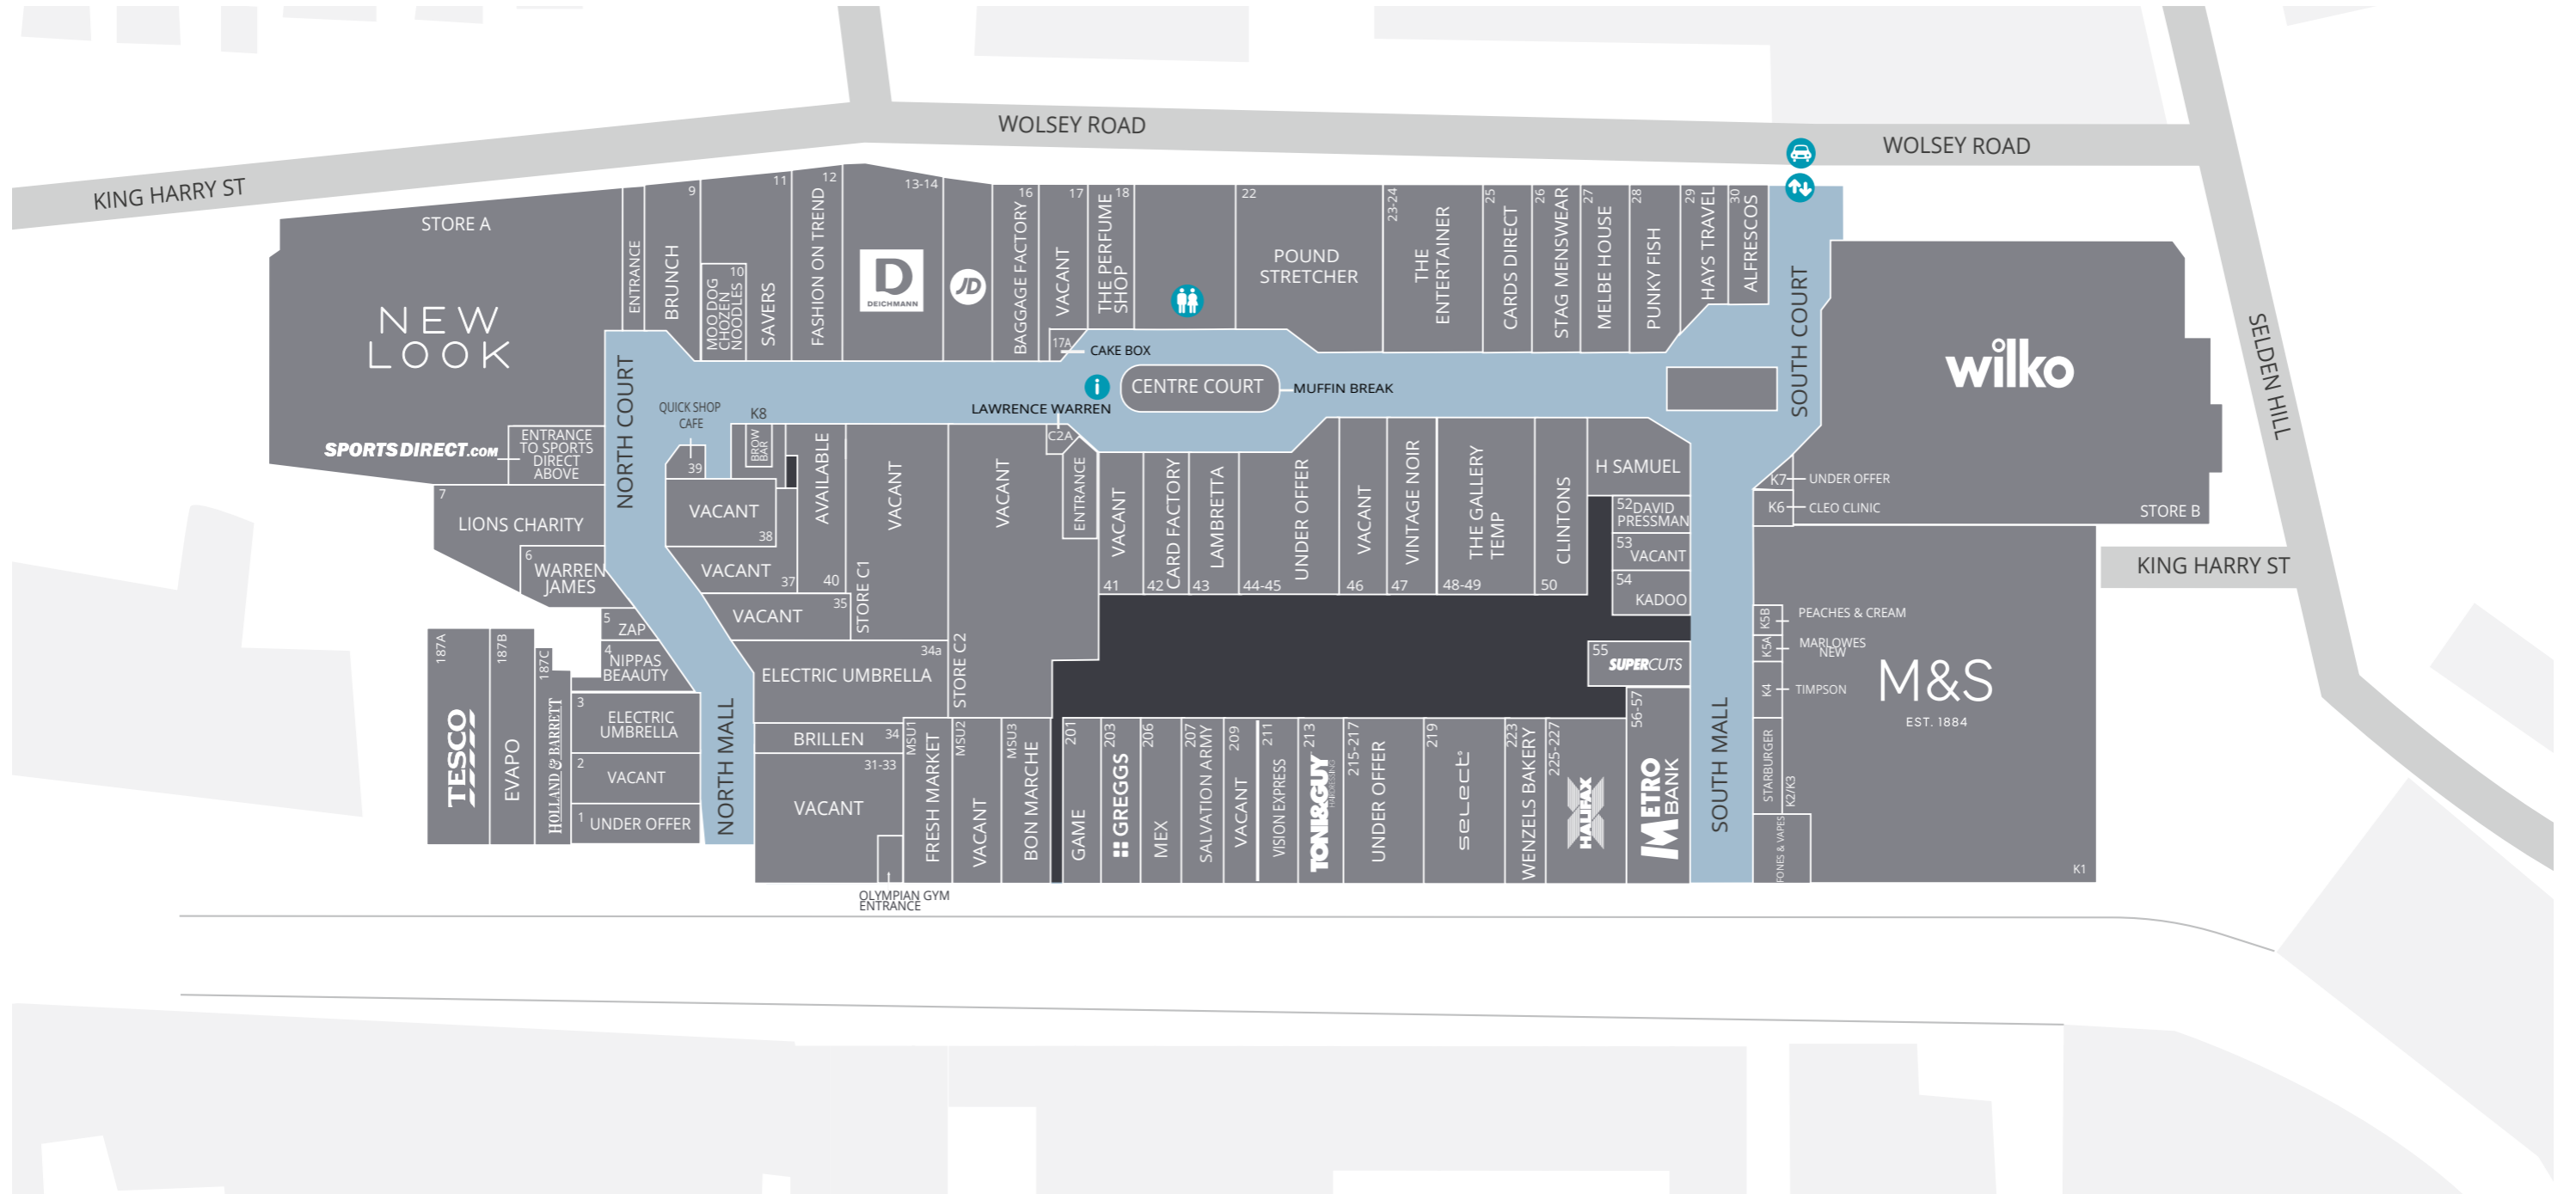 WOLSEY ROAD
WOLSEY ROAD
KING HARRY ST
STORE A
NEW
LOOK
ENTRANCE
9
BRUNCH
10
MOO DOG
CHOZEN
NOODLES
11
SAVERS
12
FASHION ON TREND
13-14
D
DEICHMANN
JD
16
BAGGAGE FACTORY
17
VACANT
17A
CAKE BOX
18
THE PERFUME
SHOP
22
POUND
STRETCHER
23-24
THE
ENTERTAINER
25
CARDS DIRECT
26
STAG MENSWEAR
27
MELBE HOUSE
28
PUNKY FISH
29
HAYS TRAVEL
30
ALFRESCOS
SOUTH COURT
wilko
STORE B
SELDEN HILL
KING HARRY ST
i
CENTRE COURT
MUFFIN BREAK
LAWRENCE WARREN
C2A
ENTRANCE
NORTH COURT
QUICK SHOP
CAFE
39
K8
BROW
BAR
SPORTSDIRECT.com
ENTRANCE
TO SPORTS
DIRECT
ABOVE
7
LIONS CHARITY
6
WARREN
JAMES
5
ZAP
4
NIPPAS
BEAAUTY
3
ELECTRIC
UMBRELLA
2
VACANT
1
UNDER OFFER
187A
TESCO
187B
EVAPO
187C
HOLLAND & BARRETT
NORTH MALL
VACANT
38
VACANT
37
VACANT
35
AVAILABLE
40
VACANT
STORE C1
VACANT
STORE C2
34a
ELECTRIC UMBRELLA
BRILLEN
34
31-33
VACANT
OLYMPIAN GYM
ENTRANCE
MSU1
FRESH MARKET
MSU2
VACANT
MSU3
BON MARCHE
201
GAME
203
GREGGS
206
MEX
207
SALVATION ARMY
209
VACANT
211
VISION EXPRESS
213
TONI&GUY
HAIRDRESSING
215-217
UNDER OFFER
219
select
223
WENZELS BAKERY
225-227
HALIFAX
56-57
METRO
BANK
VACANT
41
CARD FACTORY
42
LAMBRETTA
43
UNDER OFFER
44-45
VACANT
46
VINTAGE NOIR
47
THE GALLERY
TEMP
48-49
CLINTONS
50
H SAMUEL
52
DAVID
PRESSMAN
53
VACANT
54
KADOO
55
SUPERCUTS
SOUTH MALL
K7
UNDER OFFER
K6
CLEO CLINIC
K5B
PEACHES & CREAM
K5A
MARLOWES
NEW
K4
TIMPSON
STARBURGER
K2/K3
FONES & VAPES
M&S
EST. 1884
K1